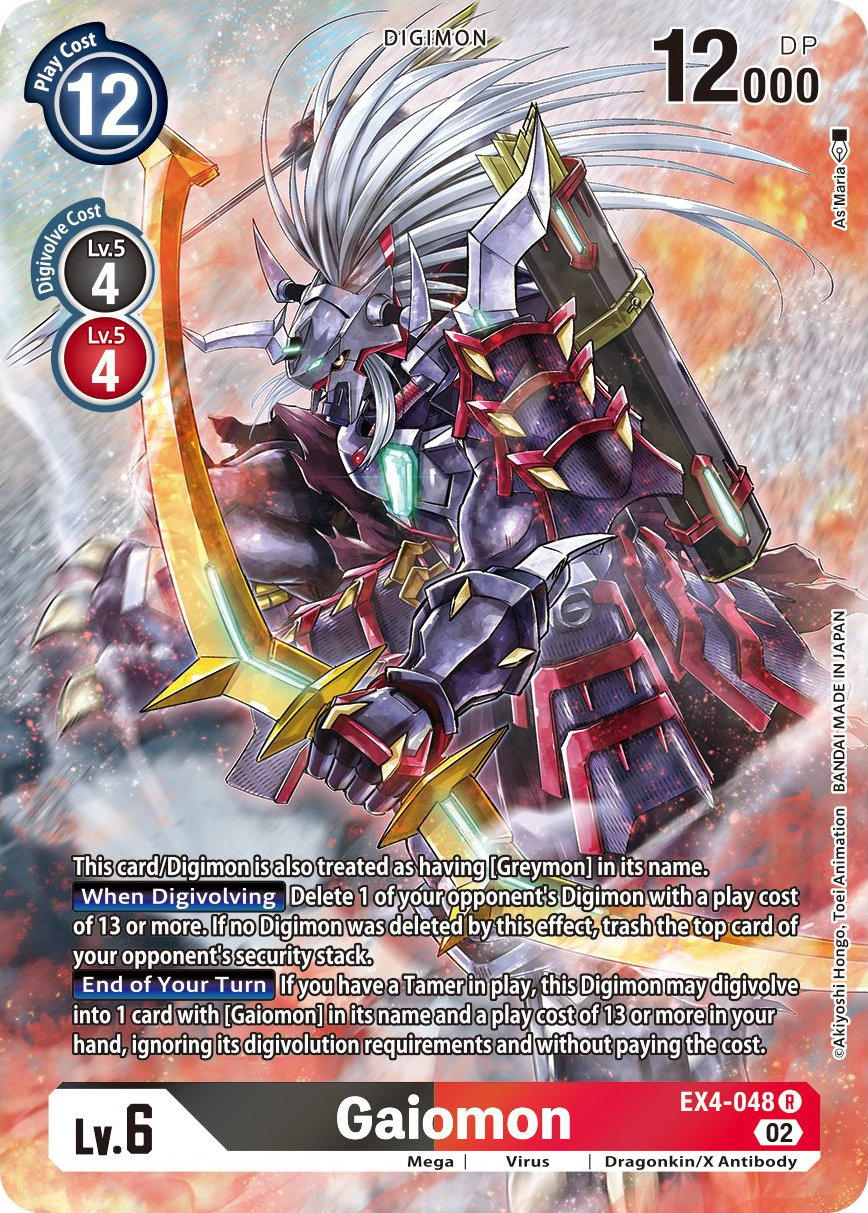 DIGIMON
Play Cost
12
12000
DP
Digivolve Cost
Lv.5
4
Lv.5
4
As'Maria
This card/Digimon is also treated as having [Greymon] in its name.
When Digivolving Delete 1 of your opponent's Digimon with a play cost
of 13 or more. If no Digimon was deleted by this effect, trash the top card of
your opponent's security stack.
End of Your Turn If you have a Tamer in play, this Digimon may digivolve
into 1 card with [Gaiomon] in its name and a play cost of 13 or more in your
hand, ignoring its digivolution requirements and without paying the cost.
©Akiyoshi Hongo, Toei Animation BANDAI MADE IN JAPAN
Lv.6
Gaiomon
EX4-048 R
02
Mega | Virus | Dragonkin/X Antibody